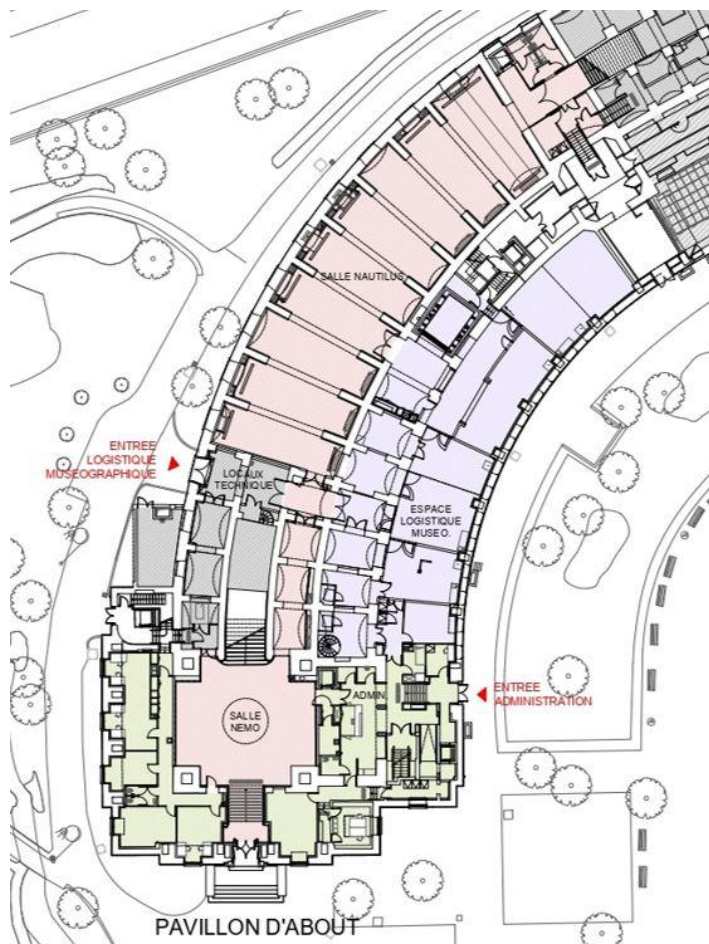 SALLE NAUTILUS
ENTREE
LOGISTIQUE
MUSEOGRAPHIQUE
LOCAUX
TECHNIQUE
ESPACE
LOGISTIQUE
MUSEO.
ADMIN.
ENTREE
ADMINISTRATION
SALLE
NEMO
PAVILLON D'ABOUT